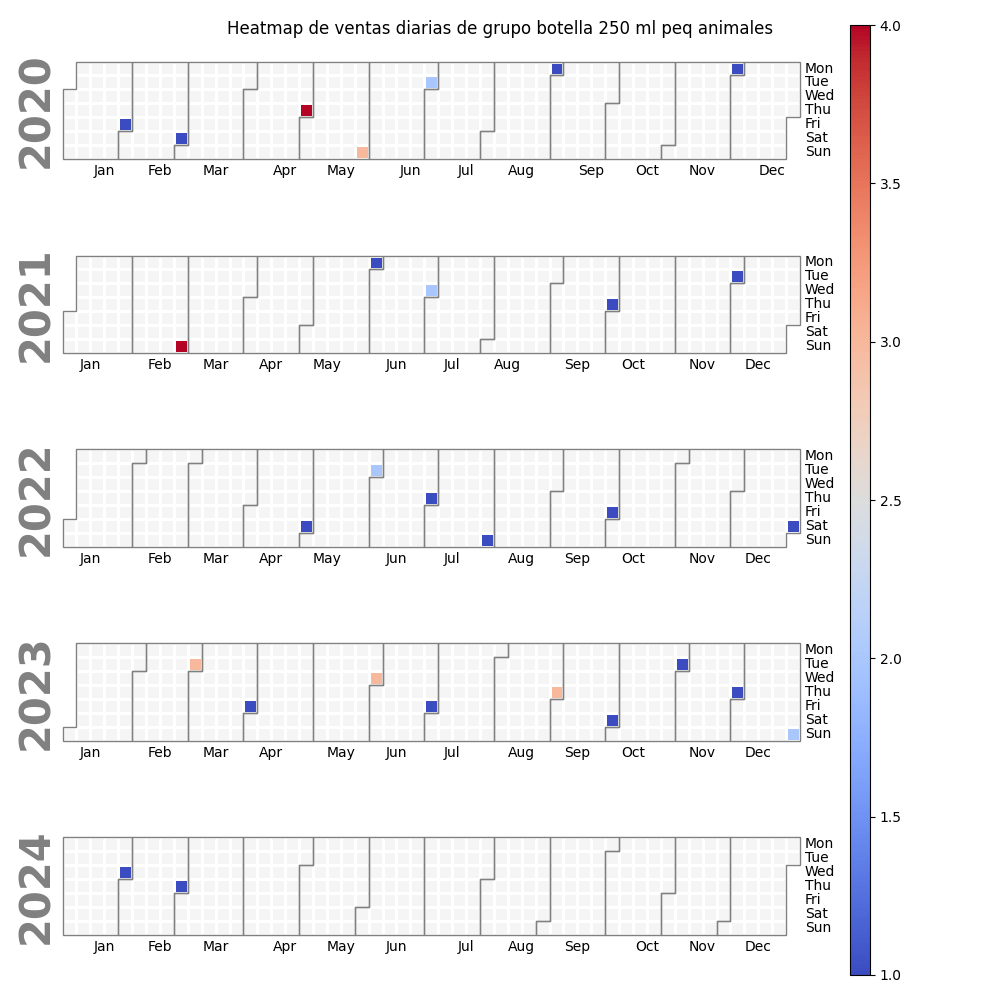 Heatmap de ventas diarias de grupo botella 250 ml peq animales
2020
Mon
Tue
Wed
Thu
Fri
Sat
Sun
Jan Feb Mar Apr May Jun Jul Aug Sep Oct Nov Dec
2021
Mon
Tue
Wed
Thu
Fri
Sat
Sun
Jan Feb Mar Apr May Jun Jul Aug Sep Oct Nov Dec
2022
Mon
Tue
Wed
Thu
Fri
Sat
Sun
Jan Feb Mar Apr May Jun Jul Aug Sep Oct Nov Dec
2023
Mon
Tue
Wed
Thu
Fri
Sat
Sun
Jan Feb Mar Apr May Jun Jul Aug Sep Oct Nov Dec
2024
Mon
Tue
Wed
Thu
Fri
Sat
Sun
Jan Feb Mar Apr May Jun Jul Aug Sep Oct Nov Dec
4.0
3.5
3.0
2.5
2.0
1.5
1.0